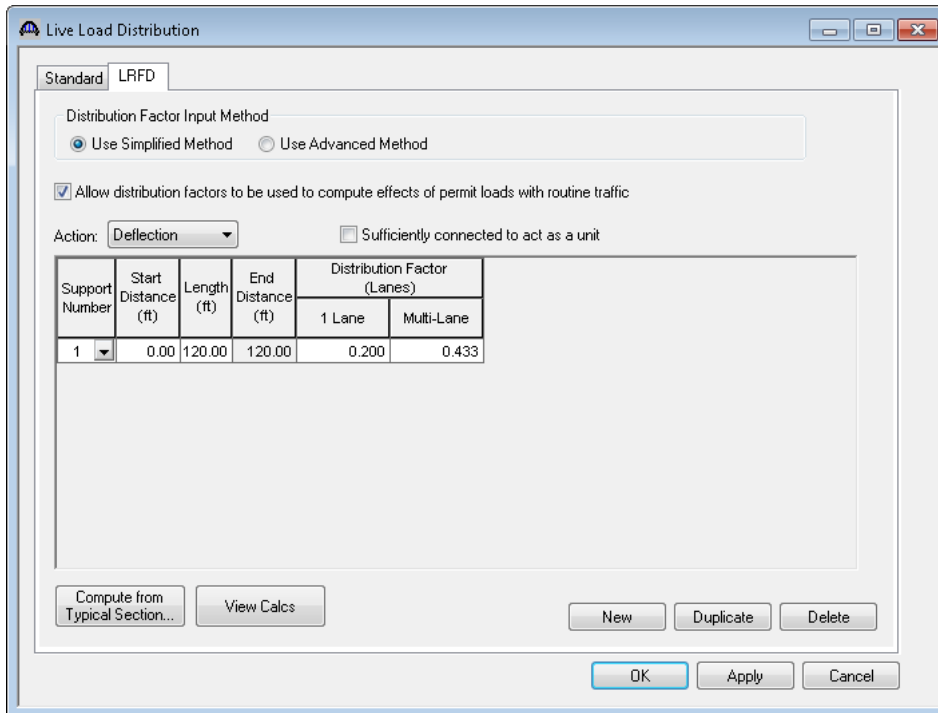 Live Load Distribution
Standard LRFD
Distribution Factor Input Method
Use Simplified Method Use Advanced Method
Allow distribution factors to be used to compute effects of permit loads with routine traffic
Action: Deflection Sufficiently connected to act as a unit
Support Number Start Distance (ft) Length (ft) End Distance (ft) Distribution Factor (Lanes)
1 Lane Multi-Lane
1 0.00 120.00 120.00 0.200 0.433
Compute from Typical Section... View Calcs
New Duplicate Delete
OK Apply Cancel